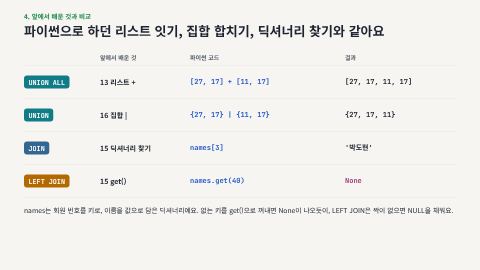 4. 앞에서 배운 것과 비교
파이썬으로 하던 리스트 잇기, 집합 합치기, 딕셔너리 찾기와 같아요
앞에서 배운 것 파이썬 코드 결과
UNION ALL 13 리스트 + [27, 17] + [11, 17] [27, 17, 11, 17]
UNION 16 집합 | {27, 17} | {11, 17} {27, 17, 11}
JOIN 15 딕셔너리 찾기 names[3] '박도현'
LEFT JOIN 15 get() names.get(40) None
names는 회원 번호를 키로, 이름을 값으로 담은 딕셔너리예요. 없는 키를 get()으로 꺼내면 None이 나오듯이, LEFT JOIN은 짝이 없으면 NULL을 채워요.